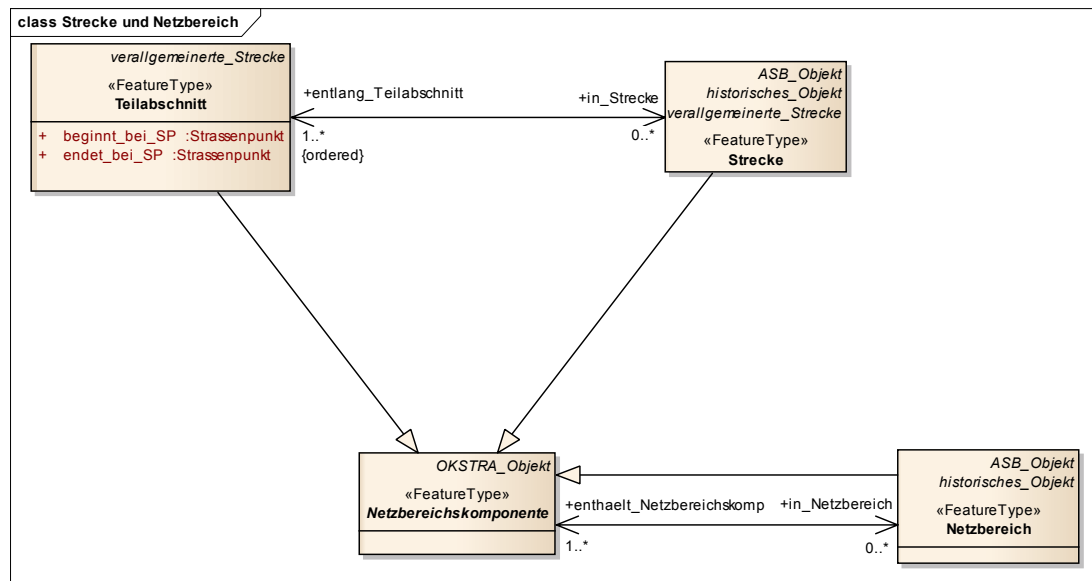 class Strecke und Netzbereich
verallgemeinerte_Strecke
«FeatureType»
Teilabschnitt
+ beginnt_bei_SP :Strassenpunkt
+ endet_bei_SP :Strassenpunkt
+entlang_Teilabschnitt
1..*
{ordered}
+in_Strecke
0..*
ASB_Objekt
historisches_Objekt
verallgemeinerte_Strecke
«FeatureType»
Strecke
OKSTRA_Objekt
«FeatureType»
Netzbereichskomponente
+enthaelt_Netzbereichskomp
1..*
+in_Netzbereich
0..*
ASB_Objekt
historisches_Objekt
«FeatureType»
Netzbereich